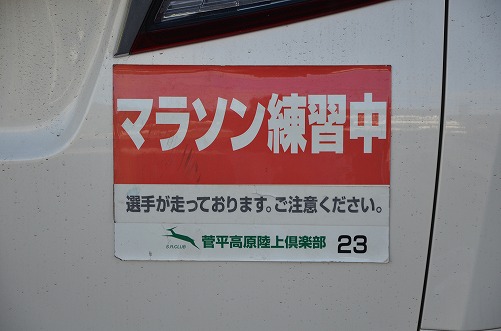 マラソン練習中
選手が走っております。ご注意ください。
S.R.CLUB 菅平高原陸上倶楽部 23